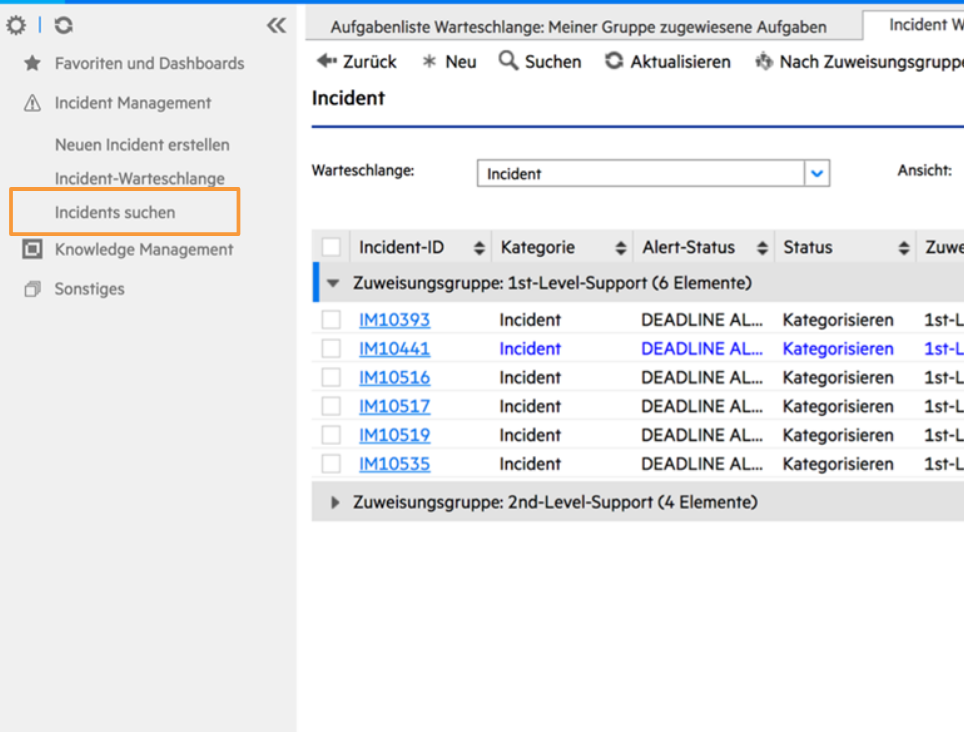 Favoriten und Dashboards
Incident Management
Neuen Incident erstellen
Incident-Warteschlange
Incidents suchen
Knowledge Management
Sonstiges
Aufgabenliste Warteschlange: Meiner Gruppe zugewiesene Aufgaben Incident W
Zurück Neu Suchen Aktualisieren Nach Zuweisungsgruppe
Incident
Warteschlange: Incident Ansicht:
Incident-ID Kategorie Alert-Status Status Zuwe
Zuweisungsgruppe: 1st-Level-Support (6 Elemente)
IM10393 Incident DEADLINE AL... Kategorisieren 1st-L
IM10441 Incident DEADLINE AL... Kategorisieren 1st-L
IM10516 Incident DEADLINE AL... Kategorisieren 1st-L
IM10517 Incident DEADLINE AL... Kategorisieren 1st-L
IM10519 Incident DEADLINE AL... Kategorisieren 1st-L
IM10535 Incident DEADLINE AL... Kategorisieren 1st-L
Zuweisungsgruppe: 2nd-Level-Support (4 Elemente)